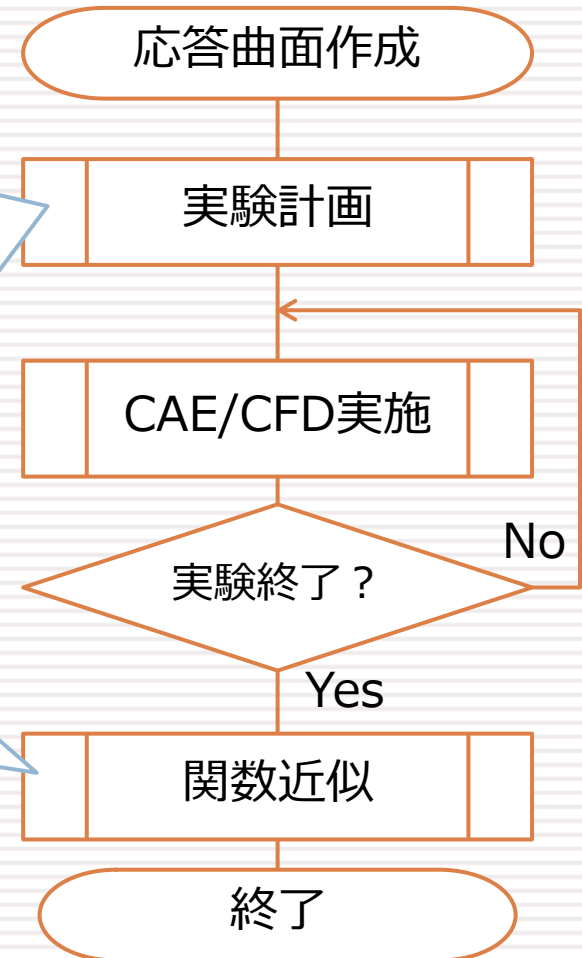 応答曲面作成
実験計画
CAE/CFD実施
No
実験終了？
Yes
関数近似
終了